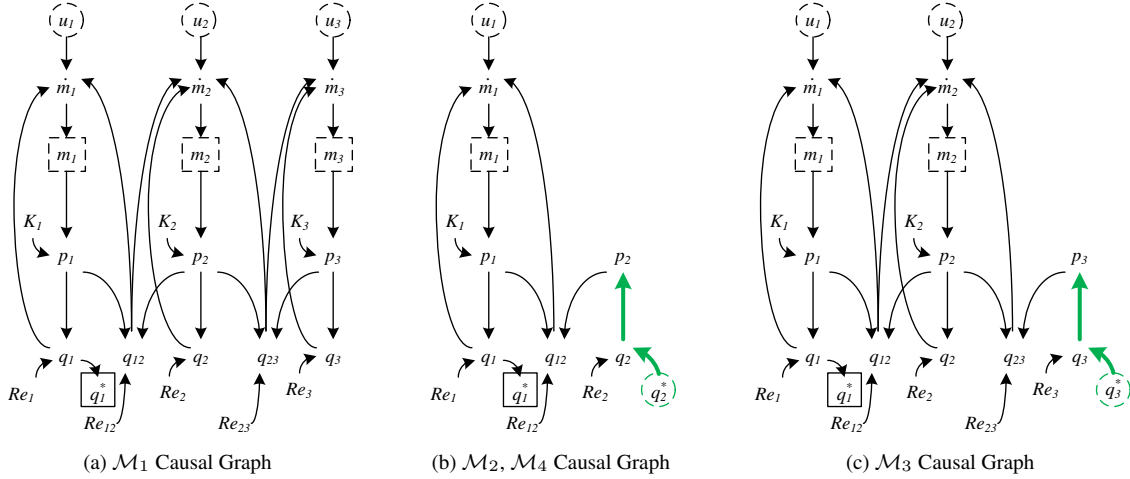 u1 u2 u3 u1 u1 u2
ṁ1 ṁ2 ṁ3 ṁ1 ṁ1 ṁ2
m1 m2 m3 m1 m1 m2
K1 K2 K3 K1 K1 K2
p1 p2 p3 p1 p2 p1 p2 p3
q1 q12 q2 q23 q3 q1 q12 q2 q1 q12 q2 q23 q3
Re1 q1* Re2 Re3 Re1 q1* Re2 q2* Re1 q1* Re2 Re3 q3*
Re12 Re23 Re12 Re12 Re23
(a) M1 Causal Graph (b) M2, M4 Causal Graph (c) M3 Causal Graph